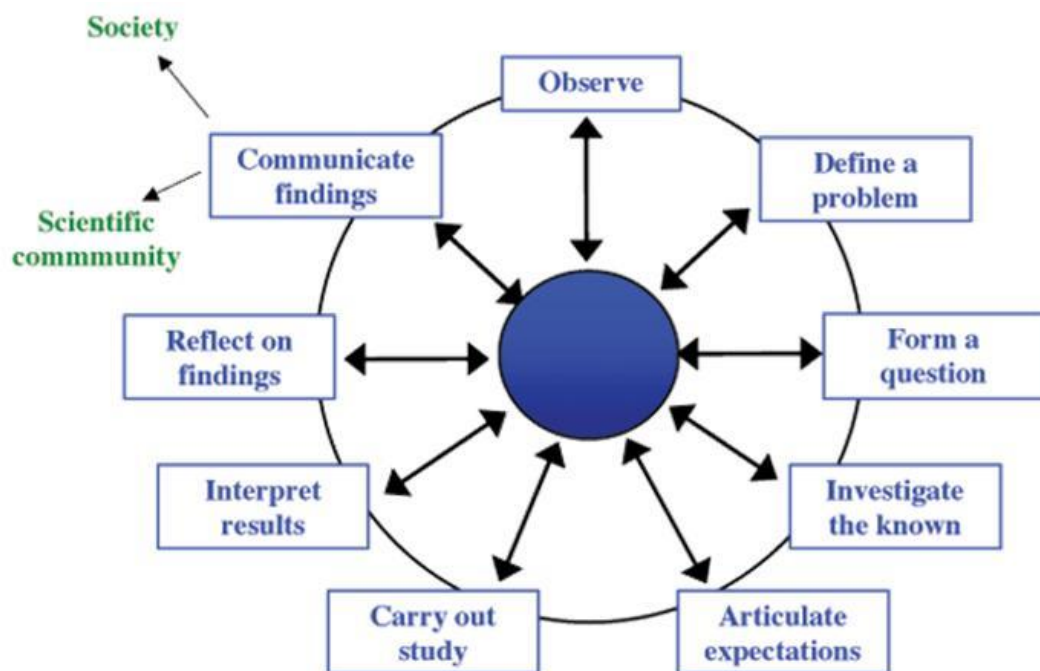 Society
Observe
Communicate
findings
Define a
problem
Scientific
commmunity
Reflect on
findings
Form a
question
Interpret
results
Investigate
the known
Carry out
study
Articulate
expectations